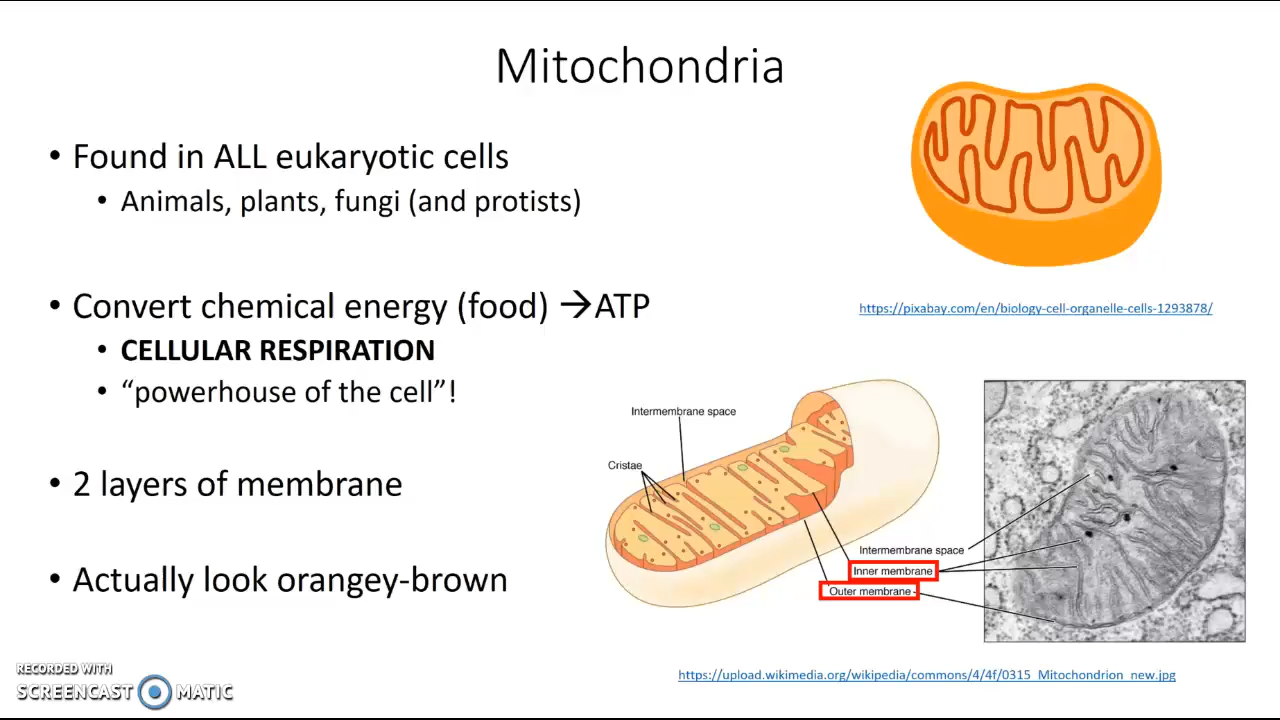 Mitochondria
• Found in ALL eukaryotic cells
• Animals, plants, fungi (and protists)
• Convert chemical energy (food) →ATP
• CELLULAR RESPIRATION
• “powerhouse of the cell”!
• 2 layers of membrane
• Actually look orangey-brown
https://pixabay.com/en/biology-cell-organelle-cells-1293878/
Intermembrane space
Cristae
Intermembrane space
Inner membrane
Outer membrane
https://upload.wikimedia.org/wikipedia/commons/4/4f/0315_Mitochondrion_new.jpg
RECORDED WITH
SCREENCAST MATIC